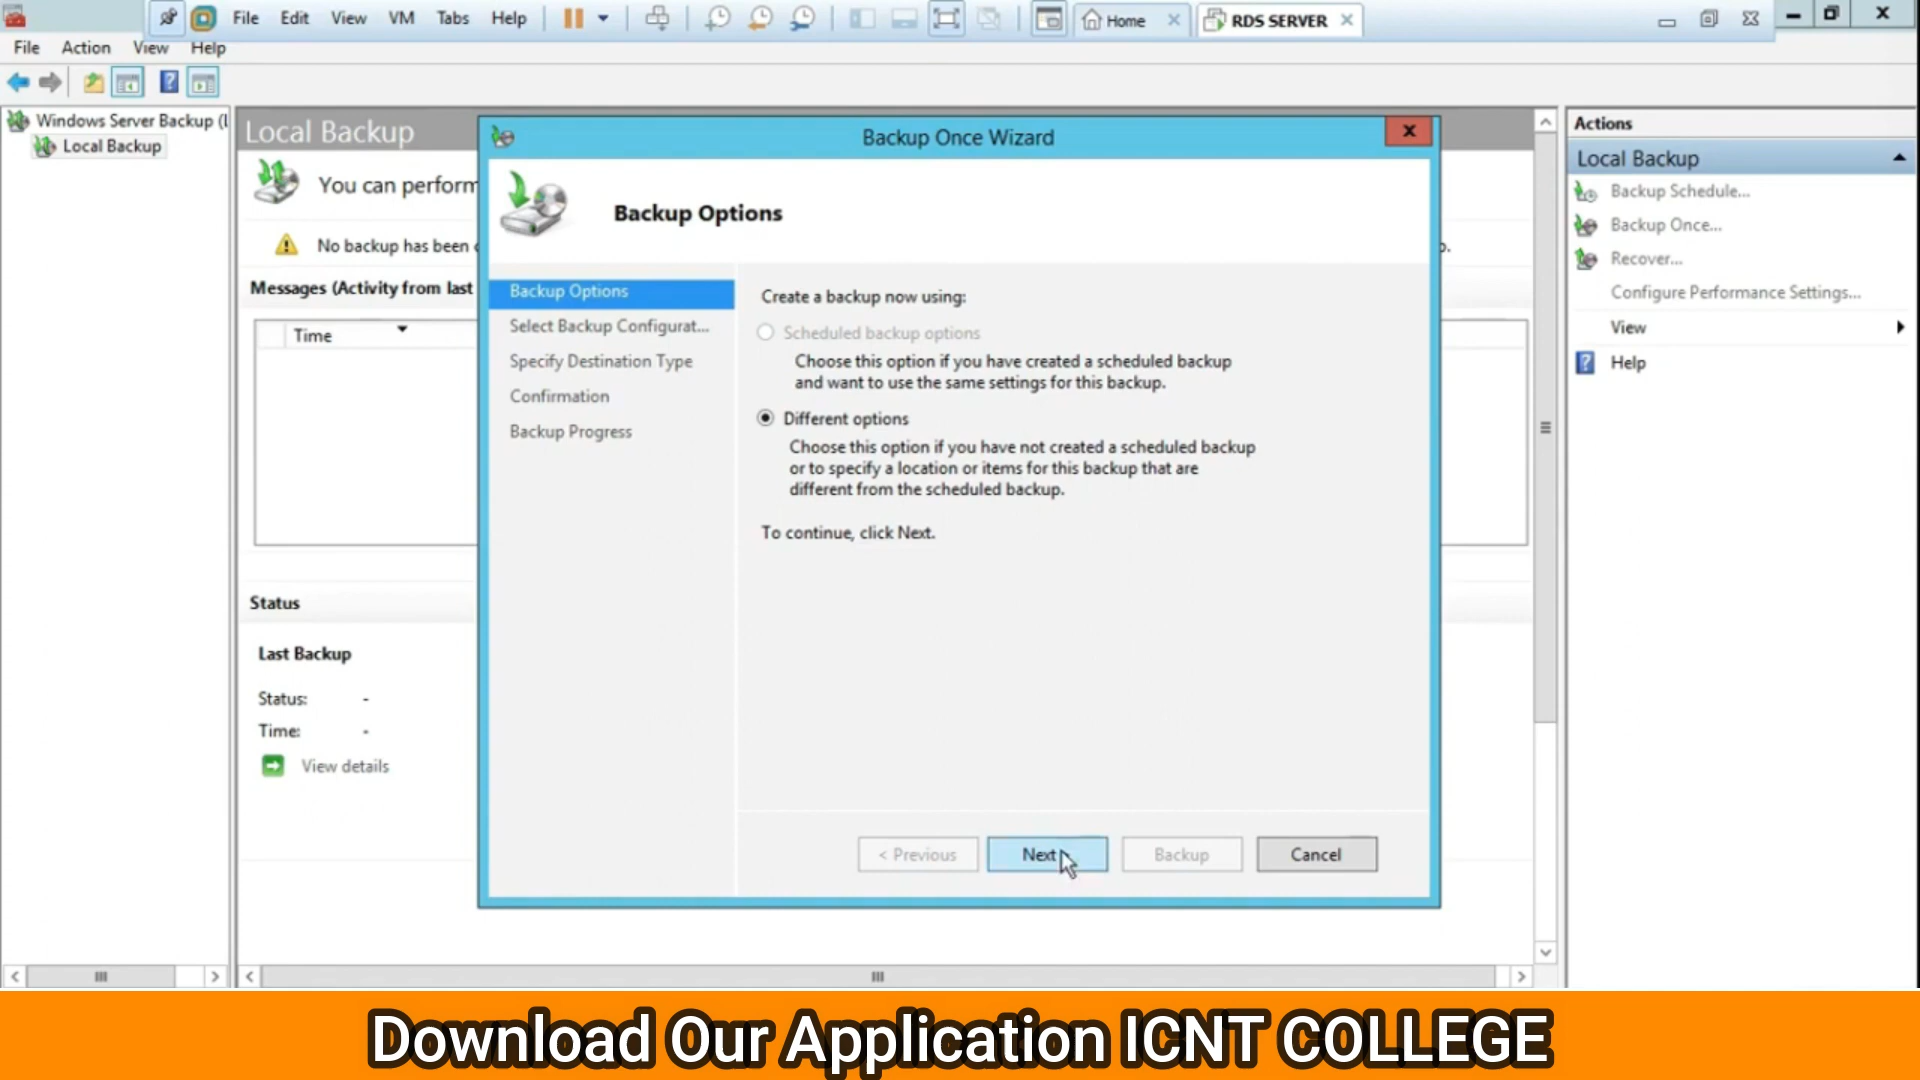 File Edit View VM Tabs Help
Home
RDS SERVER
File Action View Help
Windows Server Backup (L
Local Backup
Local Backup
You can perform
No backup has been
Messages (Activity from last
Time
Status
Last Backup
Status: -
Time: -
View details
Backup Once Wizard
Backup Options
Backup Options
Select Backup Configurat...
Specify Destination Type
Confirmation
Backup Progress
Create a backup now using:
Scheduled backup options
Choose this option if you have created a scheduled backup
and want to use the same settings for this backup.
Different options
Choose this option if you have not created a scheduled backup
or to specify a location or items for this backup that are
different from the scheduled backup.
To continue, click Next.
< Previous
Next
Backup
Cancel
Actions
Local Backup
Backup Schedule...
Backup Once...
Recover...
Configure Performance Settings...
View
Help
Download Our Application ICNT COLLEGE